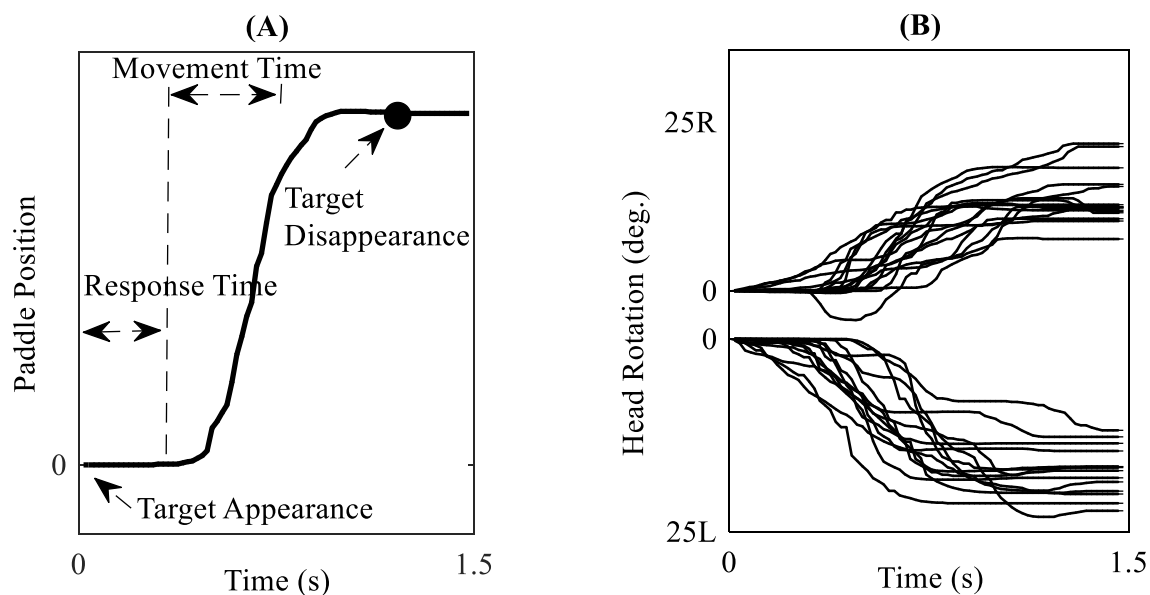 (A)
Movement Time
Target
Disappearance
Paddle Position
Response Time
0
Target Appearance
0
1.5
Time (s)
(B)
25R
Head Rotation (deg.)
0
0
25L
0
1.5
Time (s)